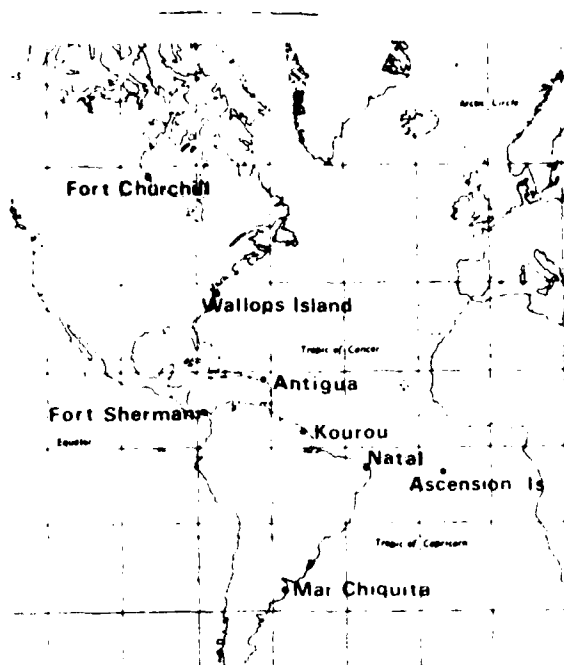 Arctic Circle
Fort Churchill
Wallops Island
Tropic of Cancer
Antigua
Fort Sherman
Kourou
Equator
Natal
Ascension Is
Tropic of Capricorn
Mar Chiquita